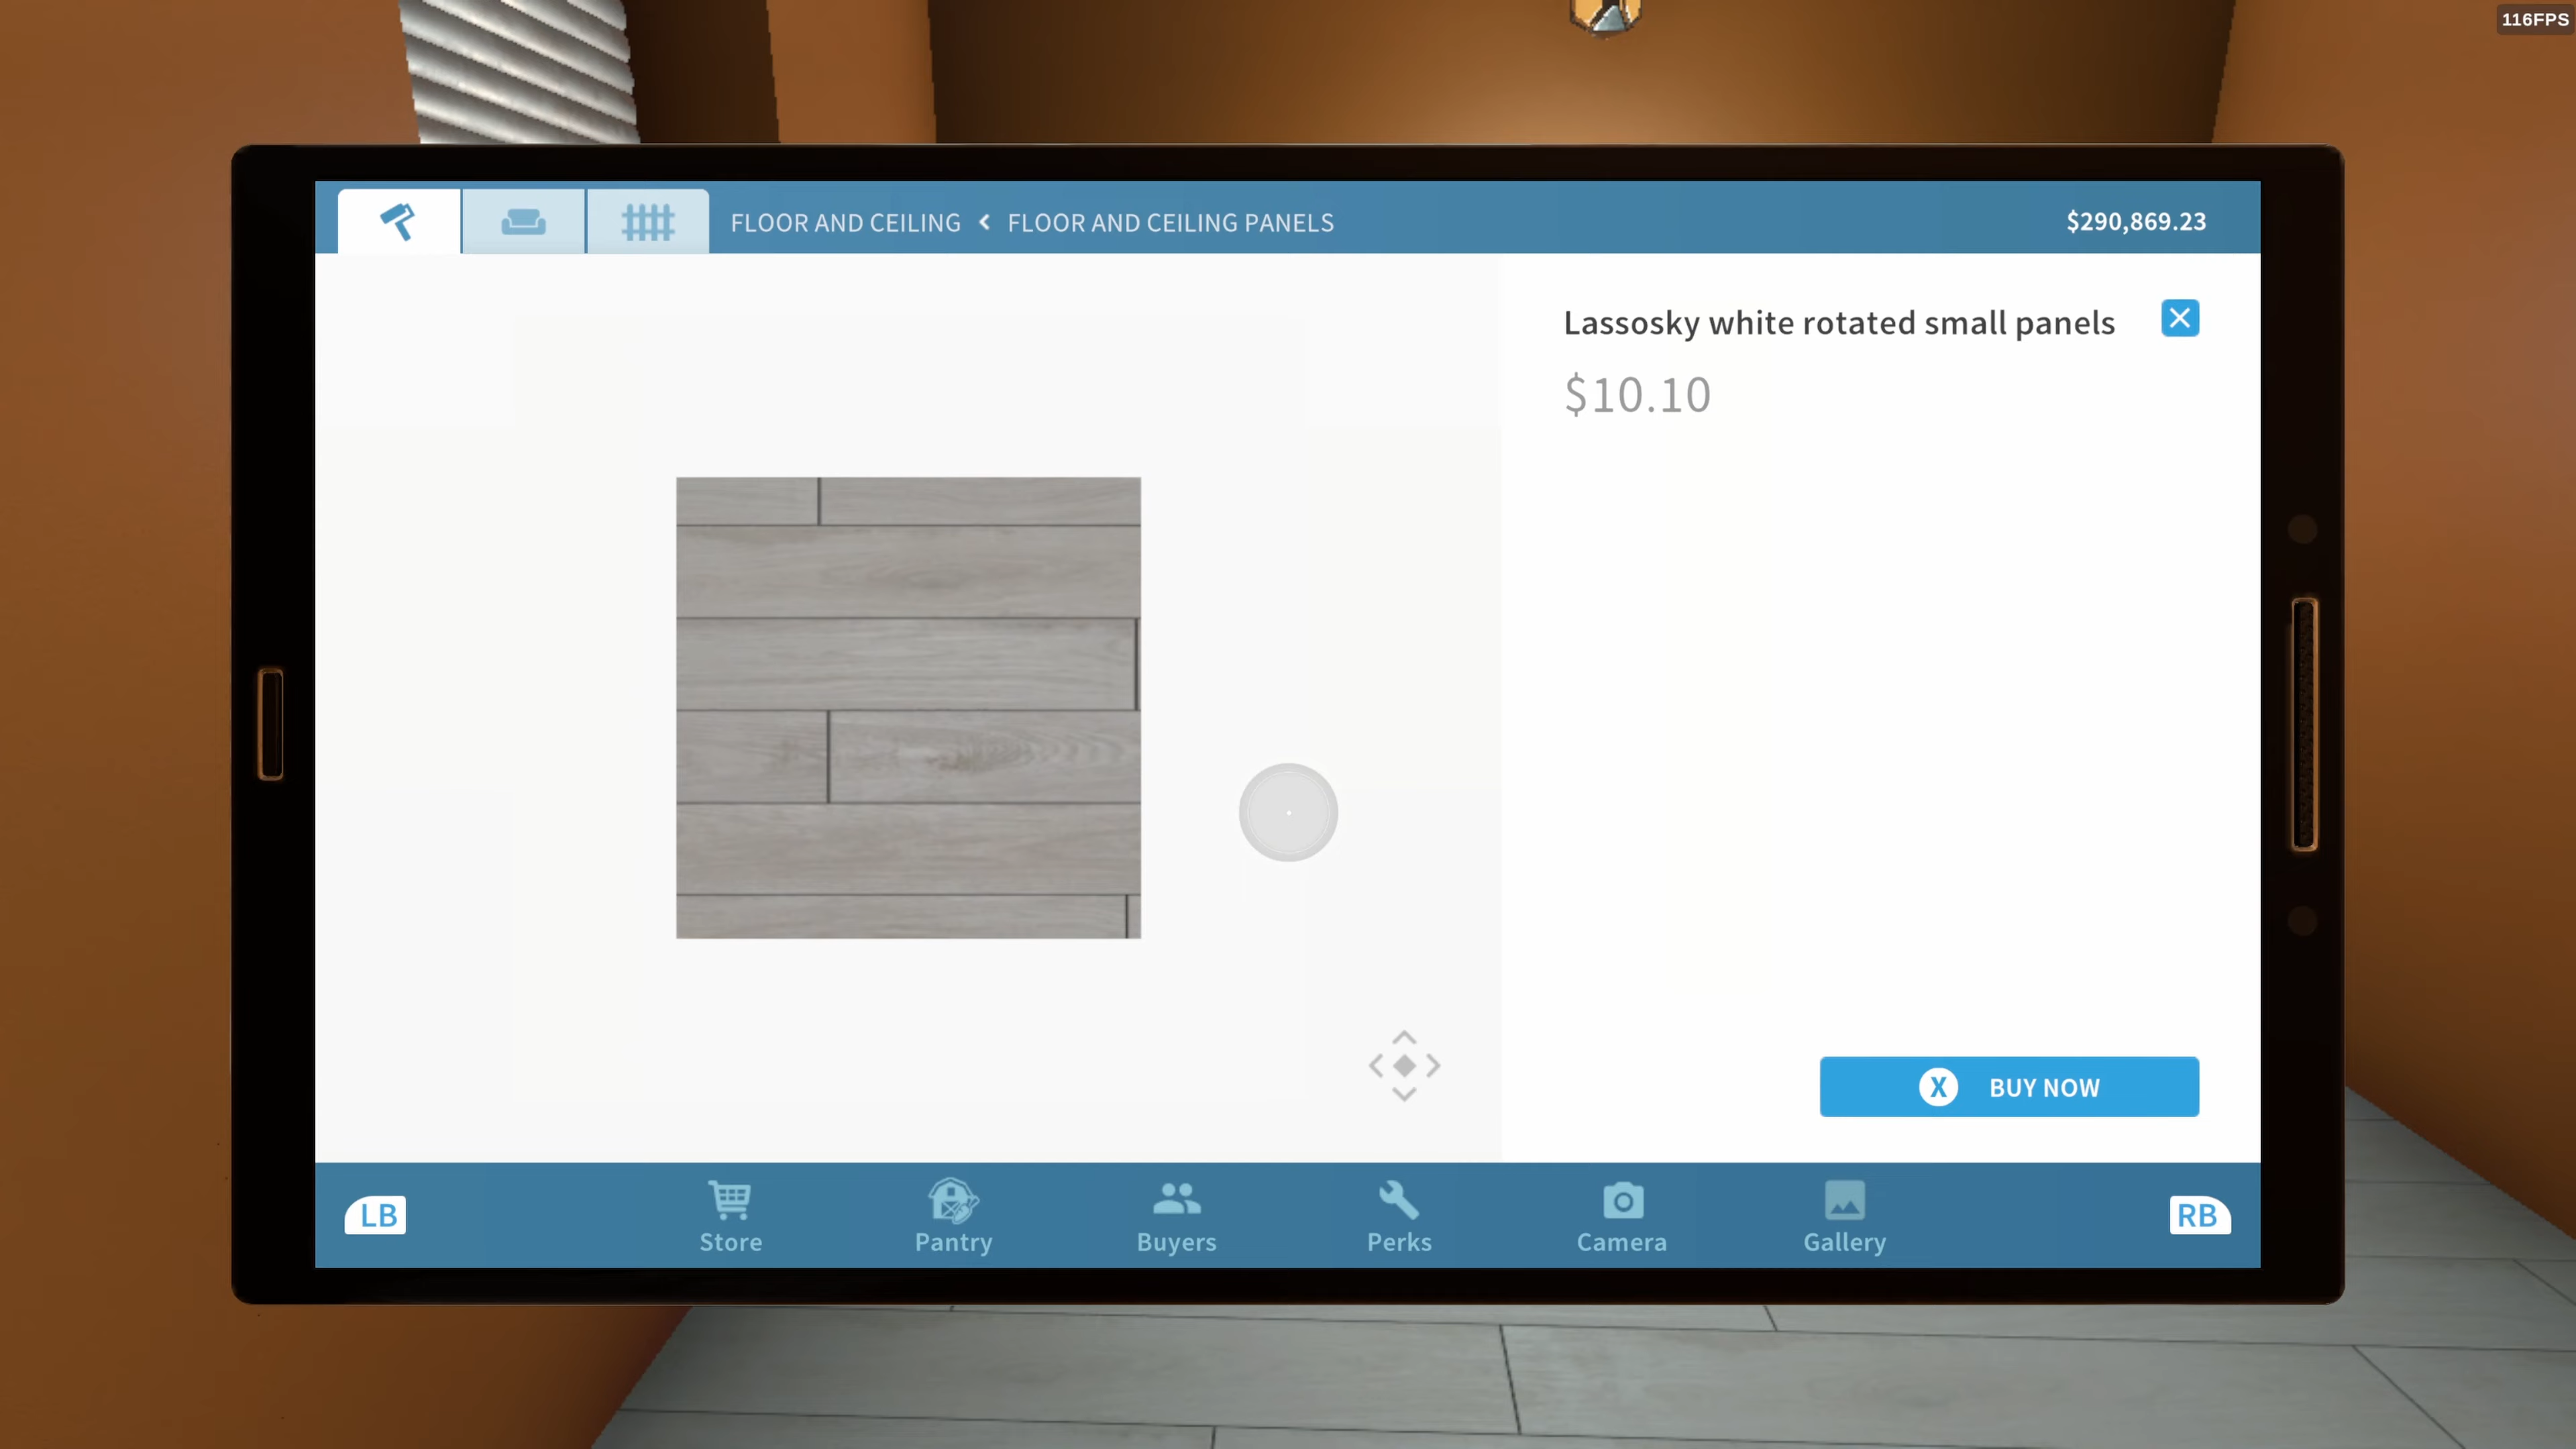 116FPS
FLOOR AND CEILING < FLOOR AND CEILING PANELS
$290,869.23
Lassosky white rotated small panels
$10.10
X BUY NOW
LB
Store
Pantry
Buyers
Perks
Camera
Gallery
RB